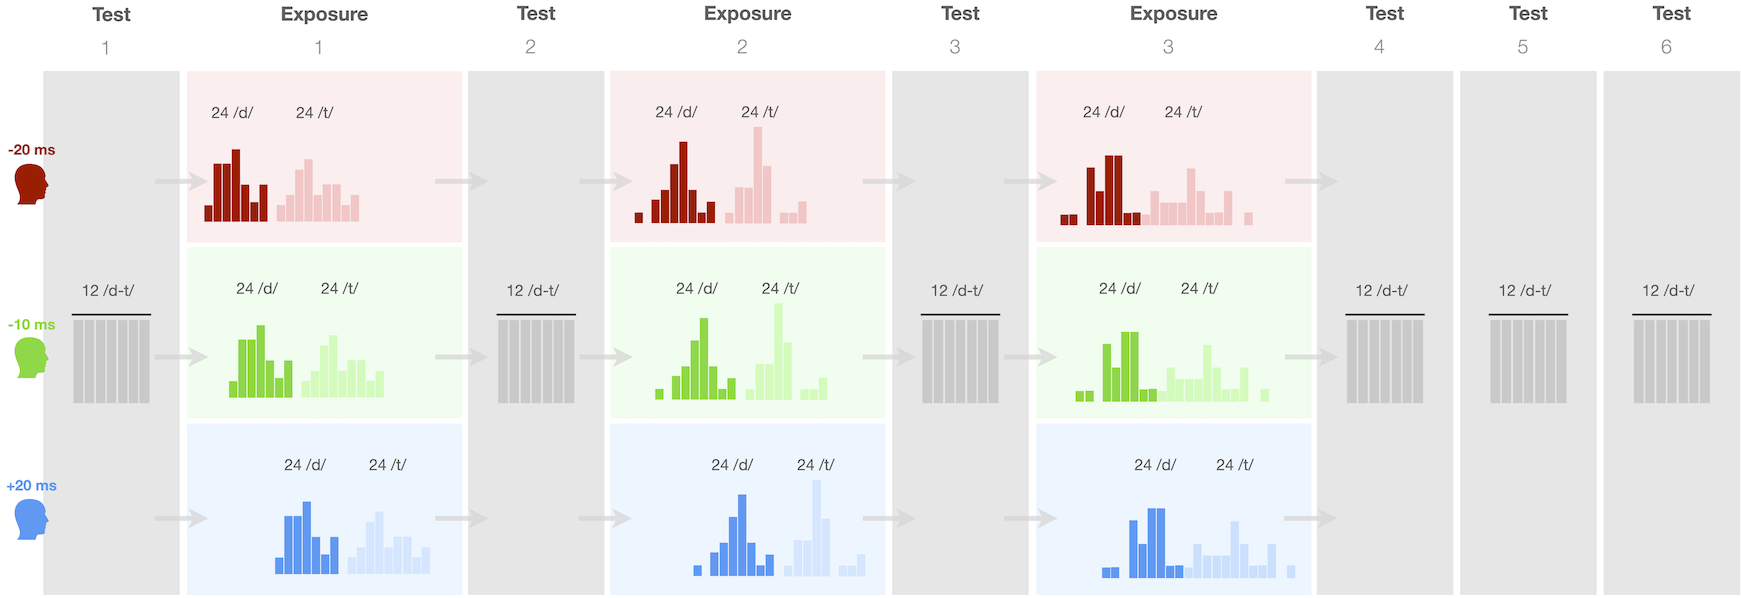 Test Exposure Test Exposure Test Exposure Test Test Test
1 1 2 2 3 3 4 5 6
24 /d/ 24 /t/ 24 /d/ 24 /t/ 24 /d/ 24 /t/
-20 ms
24 /d/ 24 /t/ 24 /d/ 24 /t/ 24 /d/ 24 /t/
12 /d-t/ 12 /d-t/ 12 /d-t/ 12 /d-t/ 12 /d-t/ 12 /d-t/
-10 ms
24 /d/ 24 /t/ 24 /d/ 24 /t/ 24 /d/ 24 /t/
+20 ms